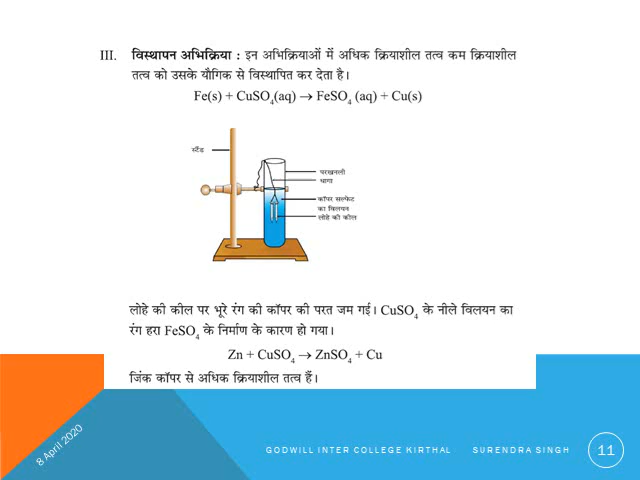 III. विस्थापन अभिक्रिया : इन अभिक्रियाओं में अधिक क्रियाशील तत्व कम क्रियाशील
तत्व को उसके यौगिक से विस्थापित कर देता है।
Fe(s) + CuSO₄(aq) → FeSO₄ (aq) + Cu(s)
स्टैंड
परखनली
धागा
कॉपर सल्फेट
का विलयन
लोहे की कील
लोहे की कील पर भूरे रंग की कॉपर की परत जम गई। CuSO₄ के नीले विलयन का
रंग हरा FeSO₄ के निर्माण के कारण हो गया।
Zn + CuSO₄ → ZnSO₄ + Cu
जिंक कॉपर से अधिक क्रियाशील तत्व हैं।
8 April 2020
GODWILL INTER COLLEGE KIRTHAL SURENDRA SINGH
11